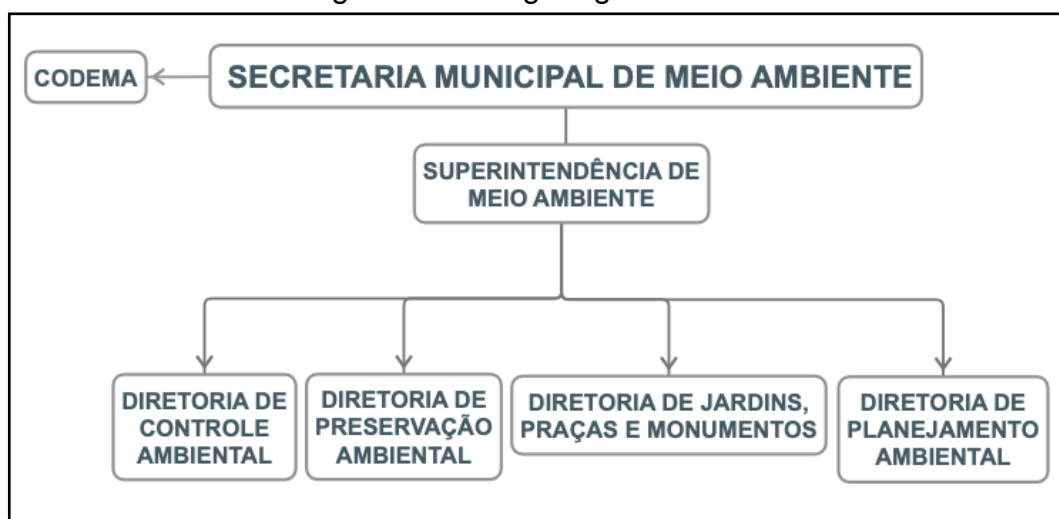 CODEMA
SECRETARIA MUNICIPAL DE MEIO AMBIENTE
SUPERINTENDÊNCIA DE
MEIO AMBIENTE
DIRETORIA DE
CONTROLE
AMBIENTAL
DIRETORIA DE
PRESERVAÇÃO
AMBIENTAL
DIRETORIA DE JARDINS,
PRAÇAS E MONUMENTOS
DIRETORIA DE
PLANEJAMENTO
AMBIENTAL